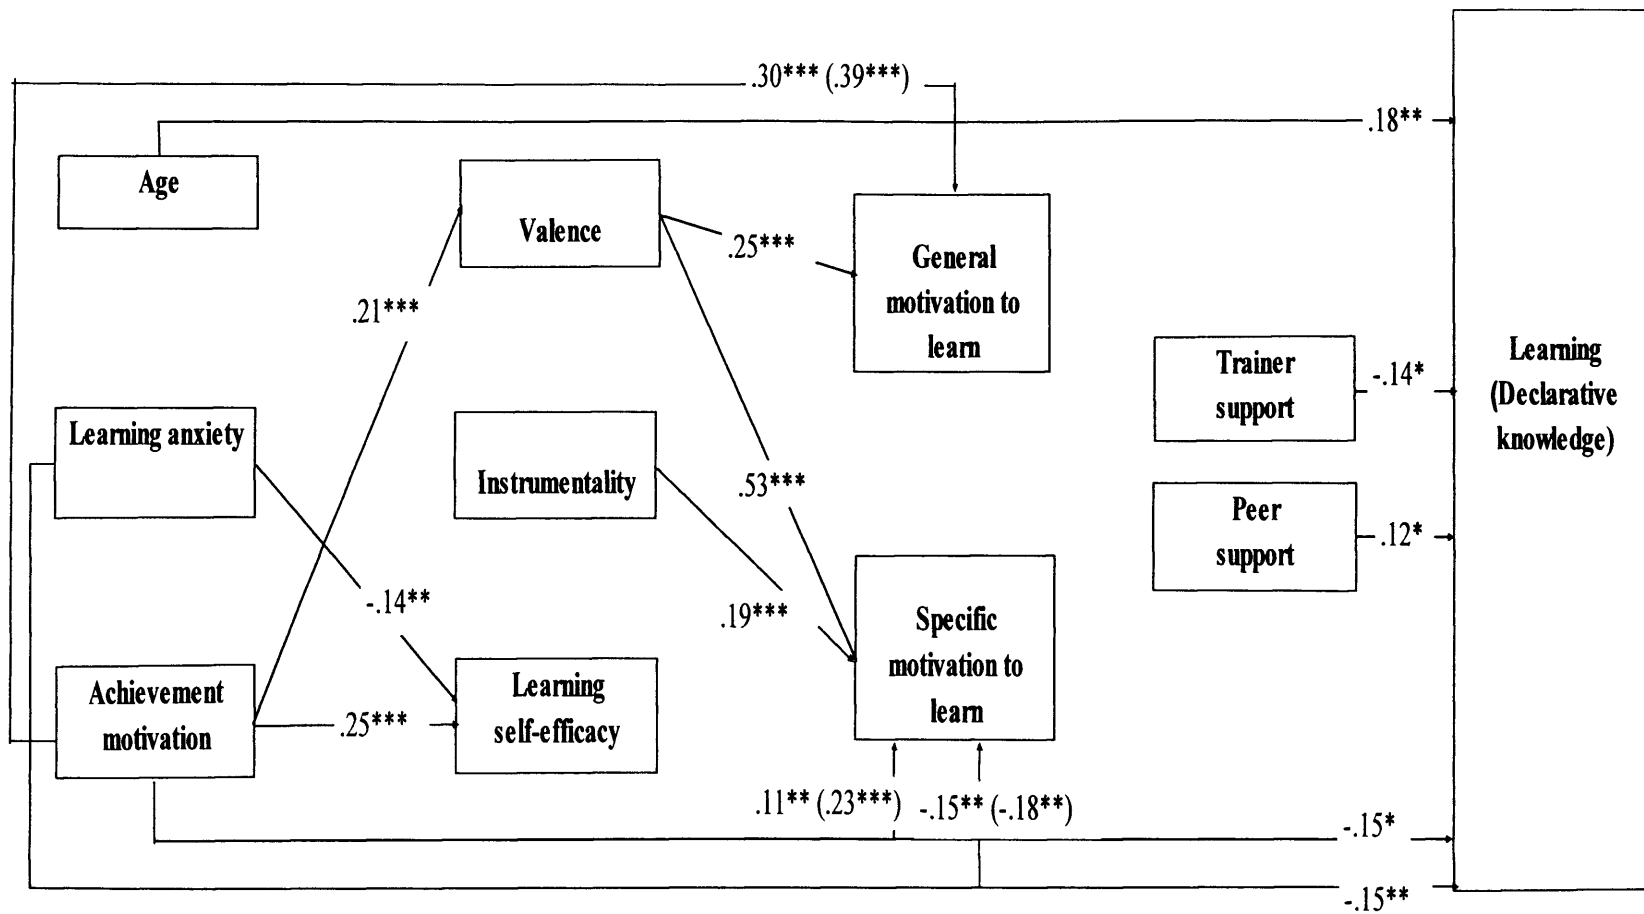 .30*** (.39***)
.18**
Age
Valence
.25***
General
motivation to
learn
.21***
Trainer
support
-.14*
Learning
(Declarative
knowledge)
Learning anxiety
Instrumentality
.53***
Peer
support
.12*
-.14**
.19***
Specific
motivation to
learn
Achievement
motivation
.25***
Learning
self-efficacy
.11** (.23***)
-.15** (-.18**)
-.15*
-.15**